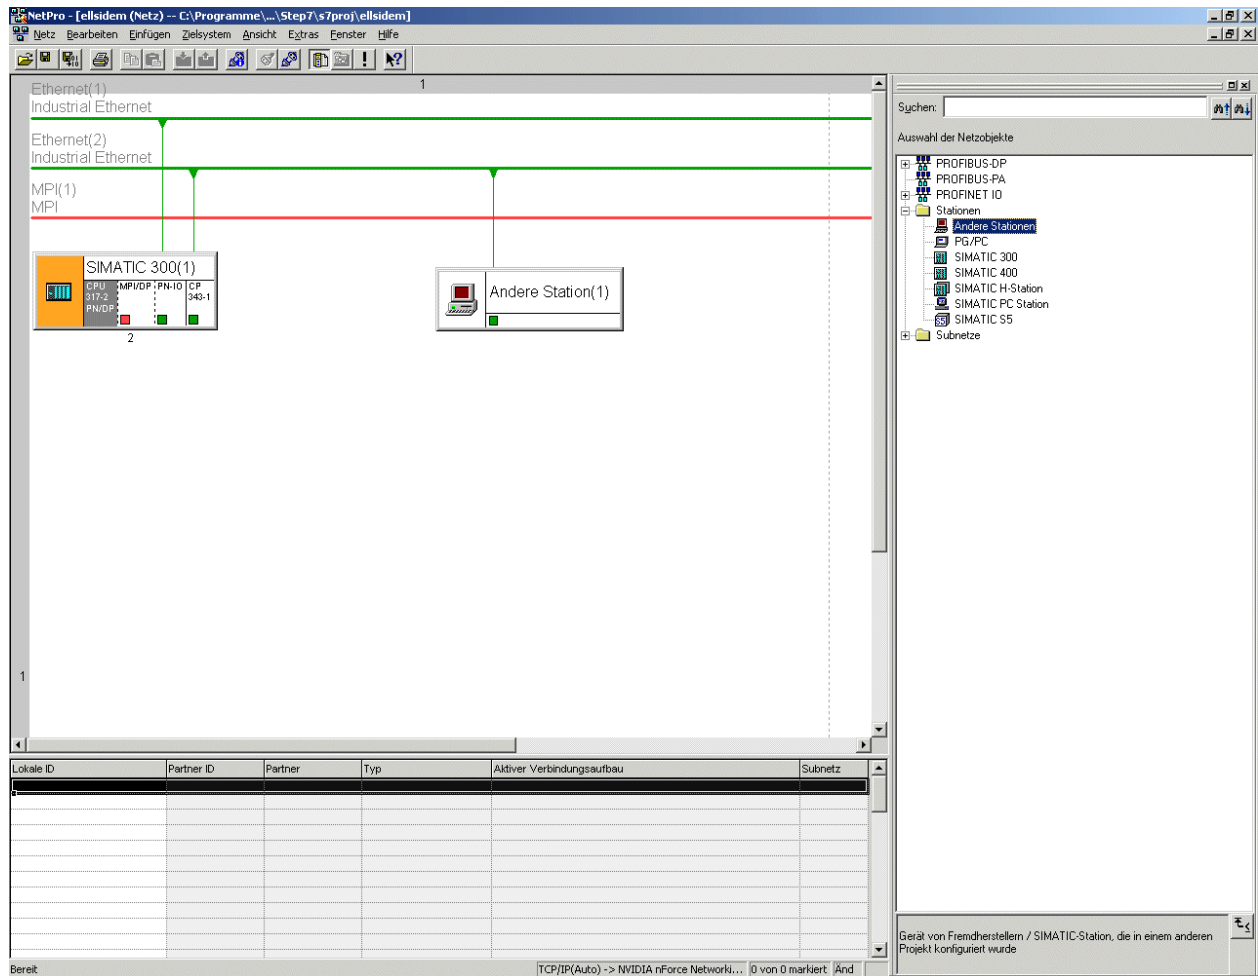 NetPro - [ellsidem (Netz) -- C:\Programme\...\Step7\s7proj\ellsidem]
Netz Bearbeiten Einfügen Zielsystem Ansicht Extras Fenster Hilfe
1
Ethernet(1)
Industrial Ethernet
Ethernet(2)
Industrial Ethernet
MPI(1)
MPI
SIMATIC 300(1)
CPU 317-2 PN/DP
MPI/DP
PN-IO
CP 343-1
2
Andere Station(1)
1
Suchen:
Auswahl der Netzobjekte
PROFIBUS-DP
PROFIBUS-PA
PROFINET IO
Stationen
Andere Stationen
PG/PC
SIMATIC 300
SIMATIC 400
SIMATIC H-Station
SIMATIC PC Station
SIMATIC S5
Subnetze
Lokale ID Partner ID Partner Typ Aktiver Verbindungsaufbau Subnetz
Gerät von Fremdherstellern / SIMATIC-Station, die in einem anderen
Projekt konfiguriert wurde
Bereit TCP/IP(Auto) -> NVIDIA nForce Networki... 0 von 0 markiert Änd